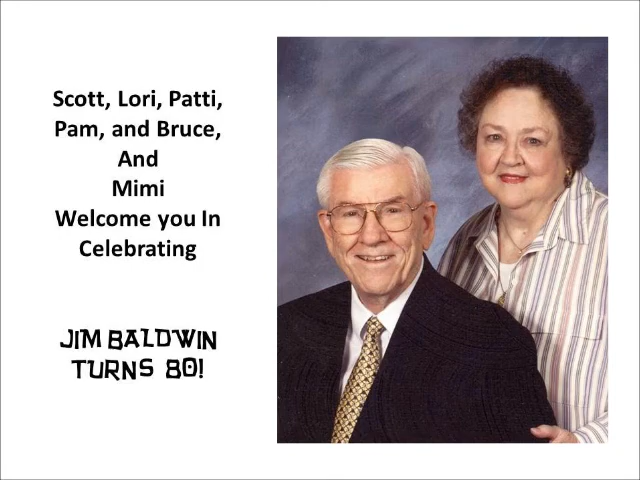 Scott, Lori, Patti,
Pam, and Bruce,
And
Mimi
Welcome you In
Celebrating
JIM BALDWIN
TURNS 80!